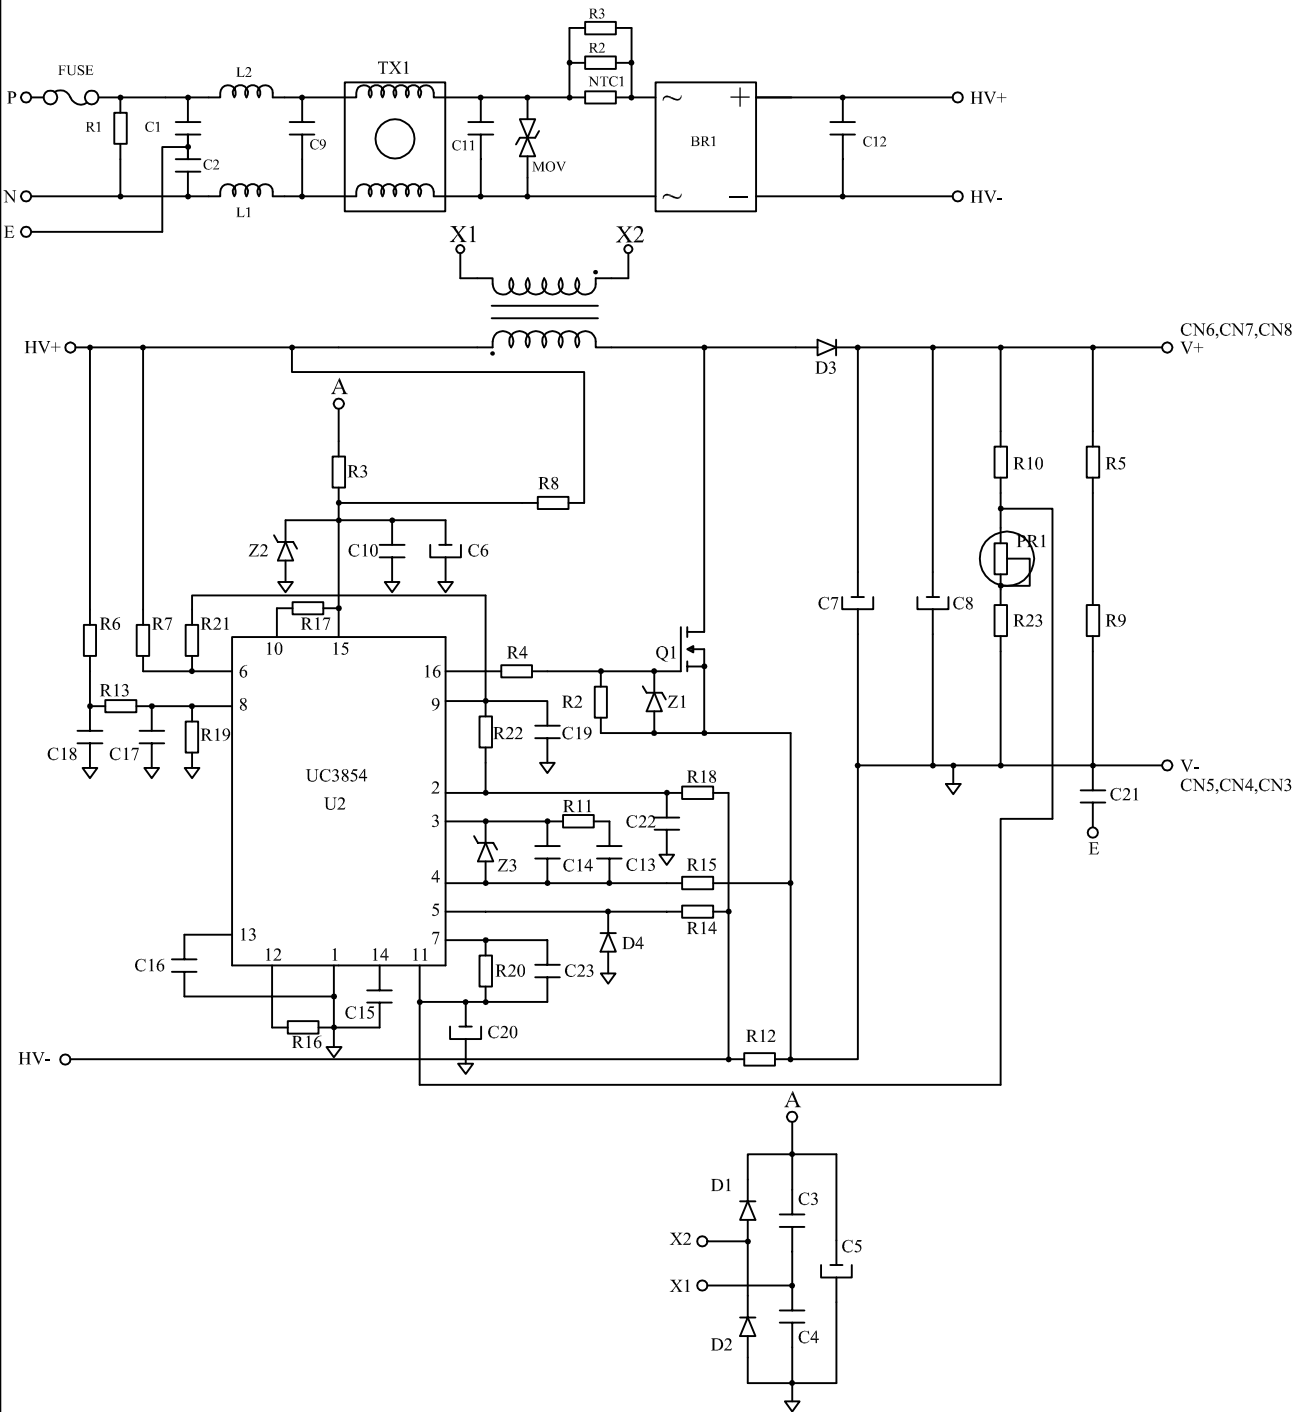 R3
R2
NTC1
FUSE
L2
TX1
P
HV+
R1
C1
C2
C9
C11
MOV
BR1
C12
N
HV-
L1
E
X1
X2
HV+
CN6,CN7,CN8
V+
D3
A
R3
R8
R10
R5
Z2
C10
C6
PR1
C7
C8
R6
R7
R21
R17
R23
R9
10
15
Q1
R4
6
16
R13
8
9
R2
Z1
C18
C17
R19
R22
C19
UC3854
U2
V-
CN5,CN4,CN3
R18
2
R11
C21
3
C22
E
Z3
C14
C13
R15
4
5
R14
13
7
D4
12
1
14
11
C16
R20
C23
C15
C20
R16
R12
HV-
A
D1
C3
X2
C5
X1
D2
C4